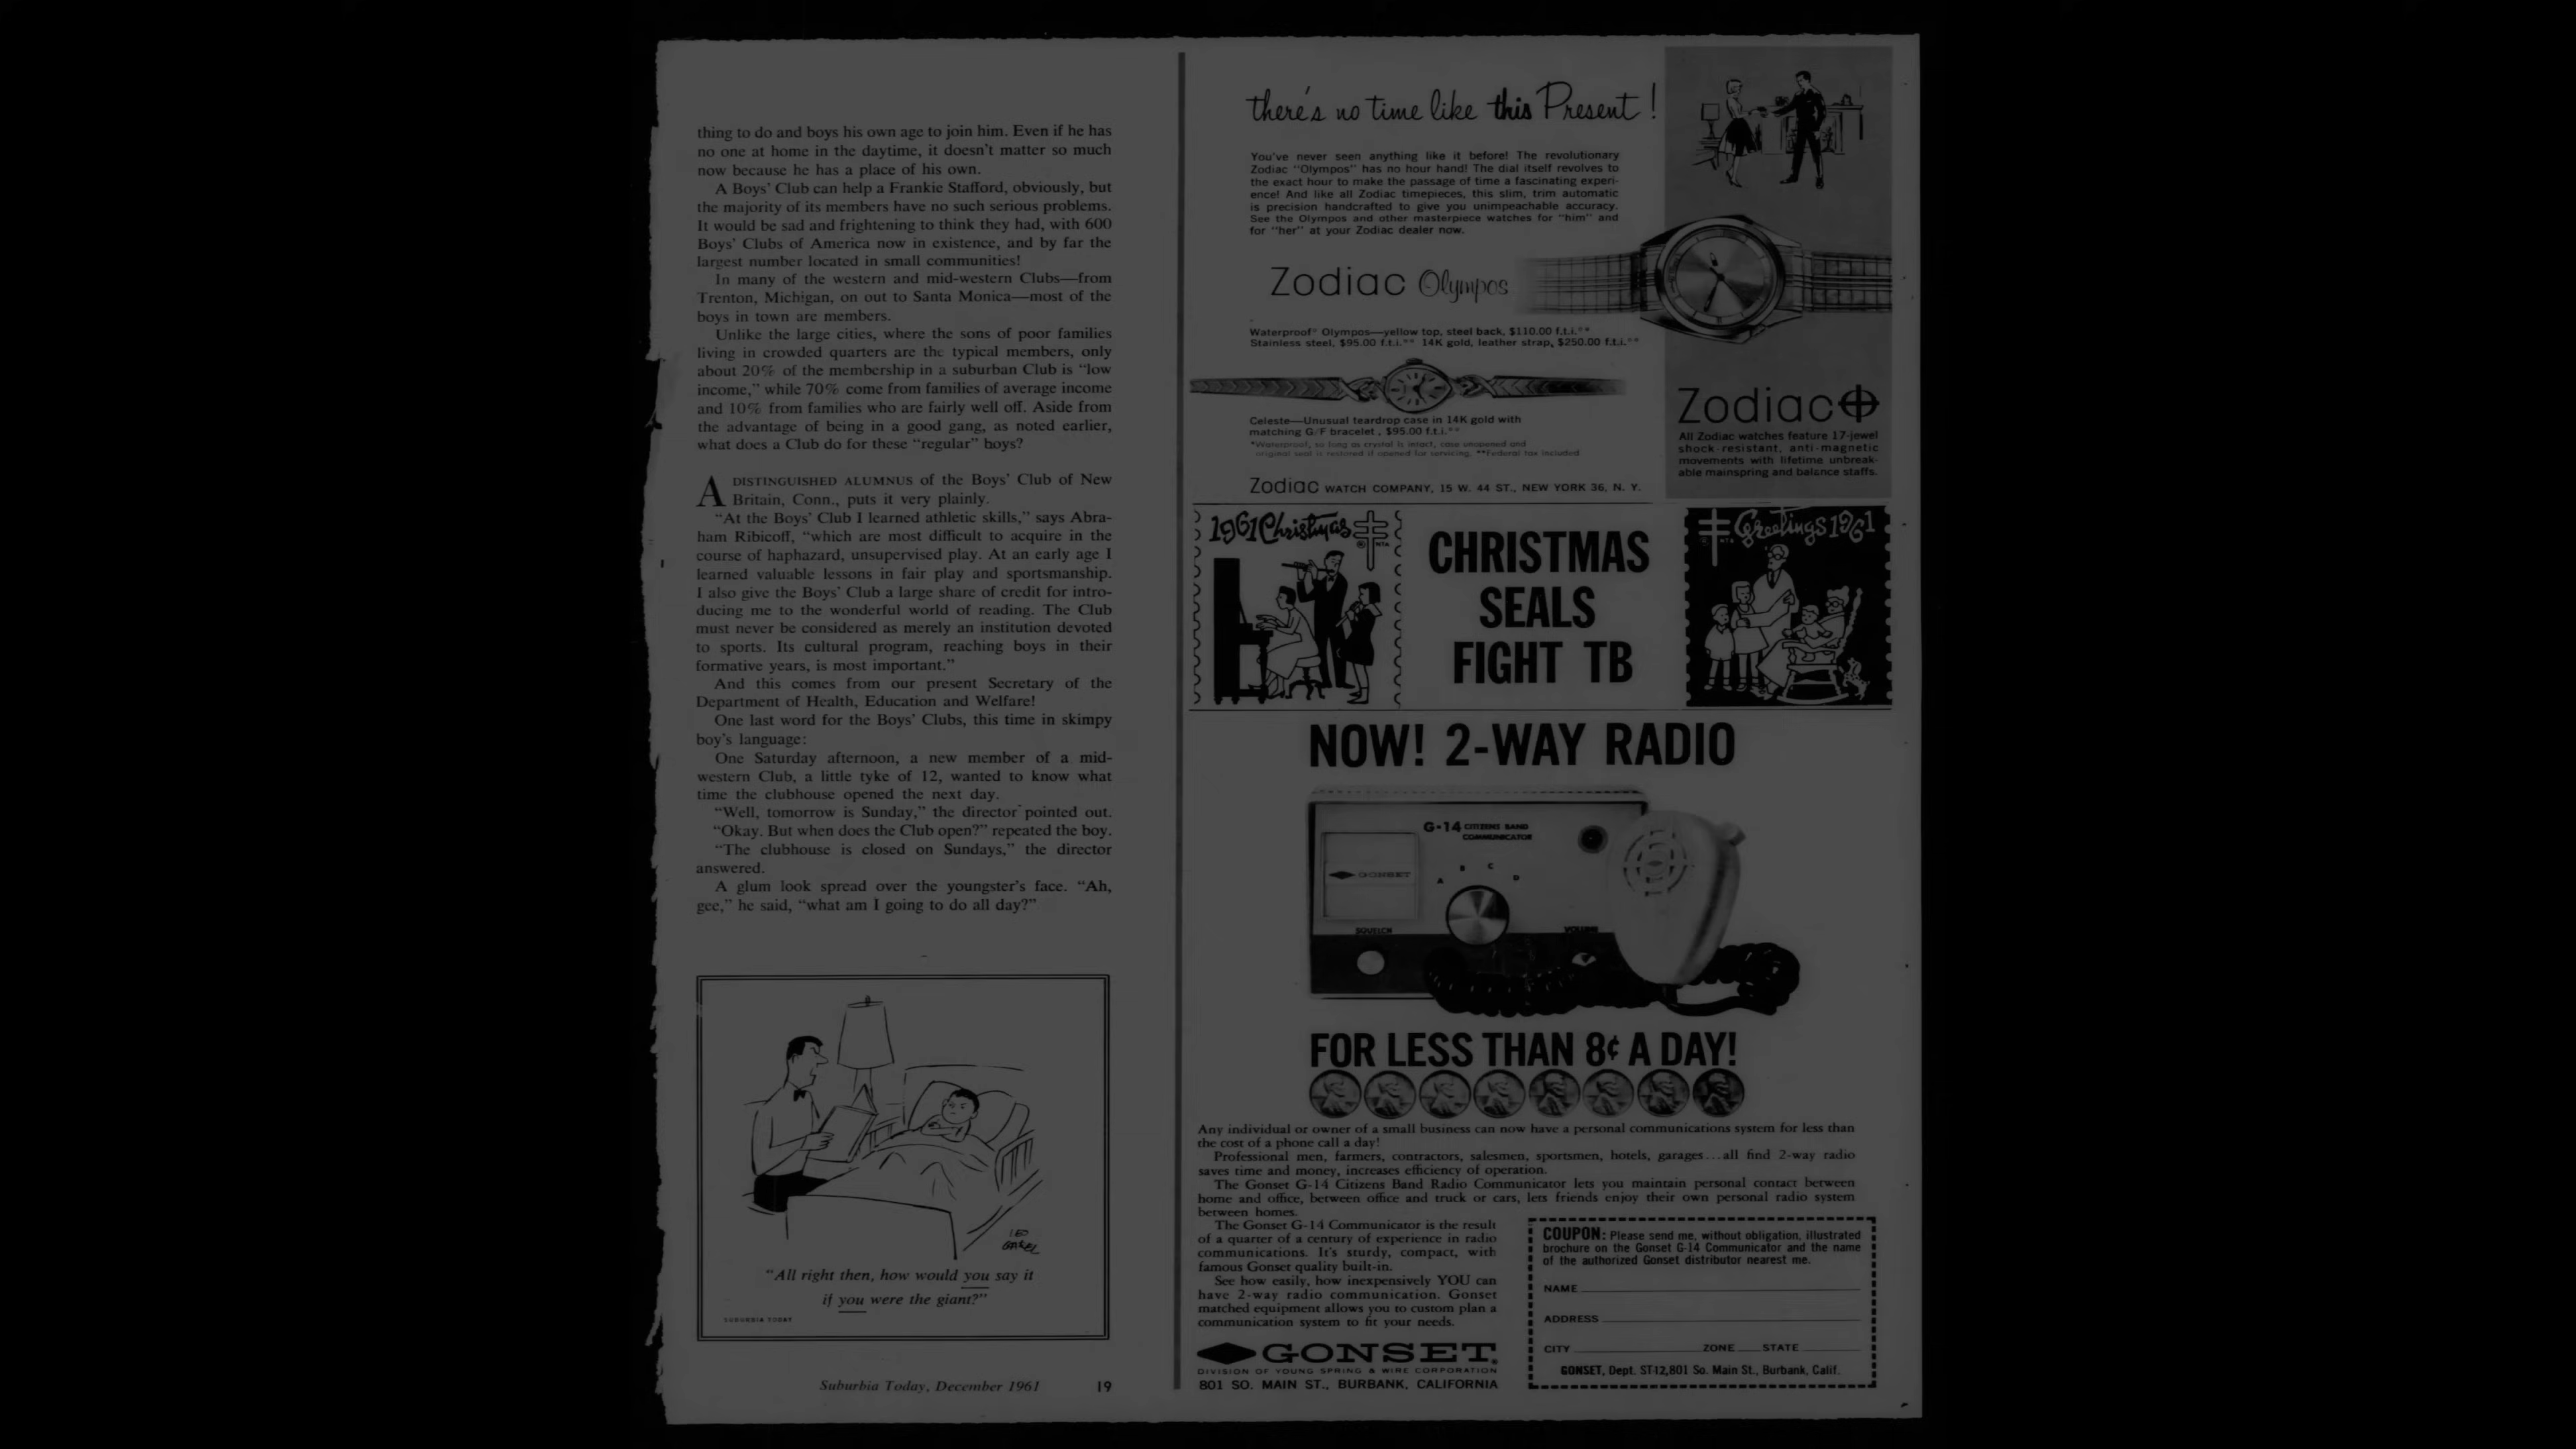 thing to do and boys his own age to join him. Even if he has
no one at home in the daytime, it doesn't matter so much
now because he has a place of his own.
A Boys' Club can help a Frankie Stafford, obviously, but
the majority of its members have no such serious problems.
It would be sad and frightening to think they had, with 600
Boys' Clubs of America now in existence, and by far the
largest number located in small communities!
In many of the western and mid-western Clubs—from
Trenton, Michigan, on out to Santa Monica—most of the
boys in town are members.
Unlike the large cities, where the sons of poor families
living in crowded quarters are the typical members, only
about 20% of the membership in a suburban Club is "low
income," while 70% come from families of average income
and 10% from families who are fairly well off. Aside from
the advantage of being in a good gang, as noted earlier,
what does a Club do for these "regular" boys?
A DISTINGUISHED ALUMNUS of the Boys' Club of New
Britain, Conn., puts it very plainly.
"At the Boys' Club I learned athletic skills," says Abra-
ham Ribicoff, "which are most difficult to acquire in the
course of haphazard, unsupervised play. At an early age I
learned valuable lessons in fair play and sportsmanship.
I also give the Boys' Club a large share of credit for intro-
ducing me to the wonderful world of reading. The Club
must never be considered as merely an institution devoted
to sports. Its cultural program, reaching boys in their
formative years, is most important."
And this comes from our present Secretary of the
Department of Health, Education and Welfare!
One last word for the Boys' Clubs, this time in skimpy
boy's language:
One Saturday afternoon, a new member of a mid-
western Club, a little tyke of 12, wanted to know what
time the clubhouse opened the next day.
"Well, tomorrow is Sunday," the director pointed out.
"Okay. But when does the Club open?" repeated the boy.
"The clubhouse is closed on Sundays," the director
answered.
A glum look spread over the youngster's face. "Ah,
gee," he said, "what am I going to do all day?"
LEO
GAREL
"All right then, how would you say it
if you were the giant?"
SUBURBIA TODAY
Suburbia Today, December 1961 19
there's no time like this Present!
You've never seen anything like it before! The revolutionary
Zodiac "Olympos" has no hour hand! The dial itself revolves to
the exact hour to make the passage of time a fascinating experi-
ence! And like all Zodiac timepieces, this slim, trim automatic
is precision handcrafted to give you unimpeachable accuracy.
See the Olympos and other masterpiece watches for "him" and
for "her" at your Zodiac dealer now.
Zodiac Olympos
Waterproof* Olympos—yellow top, steel back, $110.00 f.t.i.**
Stainless steel, $95.00 f.t.i.** 14K gold, leather strap, $250.00 f.t.i.**
Celeste—Unusual teardrop case in 14K gold with
matching G/F bracelet, $95.00 f.t.i.**
*Waterproof, so long as crystal is intact, case unopened and
original seal is restored if opened for servicing. **Federal tax included
Zodiac WATCH COMPANY, 15 W. 44 ST., NEW YORK 36, N. Y.
Zodiac
All Zodiac watches feature 17-jewel
shock-resistant, anti-magnetic
movements with lifetime unbreak-
able mainspring and balance staffs.
1961 Christmas
NTA
CHRISTMAS
SEALS
FIGHT TB
Greetings 1961
NTA
NOW! 2-WAY RADIO
G-14 CITIZENS BAND
COMMUNICATOR
GONSET
A B C D
SQUELCH
VOLUME
FOR LESS THAN 8¢ A DAY!
Any individual or owner of a small business can now have a personal communications system for less than
the cost of a phone call a day!
Professional men, farmers, contractors, salesmen, sportsmen, hotels, garages...all find 2-way radio
saves time and money, increases efficiency of operation.
The Gonset G-14 Citizens Band Radio Communicator lets you maintain personal contact between
home and office, between office and truck or cars, lets friends enjoy their own personal radio system
between homes.
The Gonset G-14 Communicator is the result
of a quarter of a century of experience in radio
communications. It's sturdy, compact, with
famous Gonset quality built-in.
See how easily, how inexpensively YOU can
have 2-way radio communication. Gonset
matched equipment allows you to custom plan a
communication system to fit your needs.
GONSET
DIVISION OF YOUNG SPRING & WIRE CORPORATION
801 SO. MAIN ST., BURBANK, CALIFORNIA
COUPON: Please send me, without obligation, illustrated
brochure on the Gonset G-14 Communicator and the name
of the authorized Gonset distributor nearest me.
NAME
ADDRESS
CITY ZONE STATE
GONSET, Dept. ST-12, 801 So. Main St., Burbank, Calif.